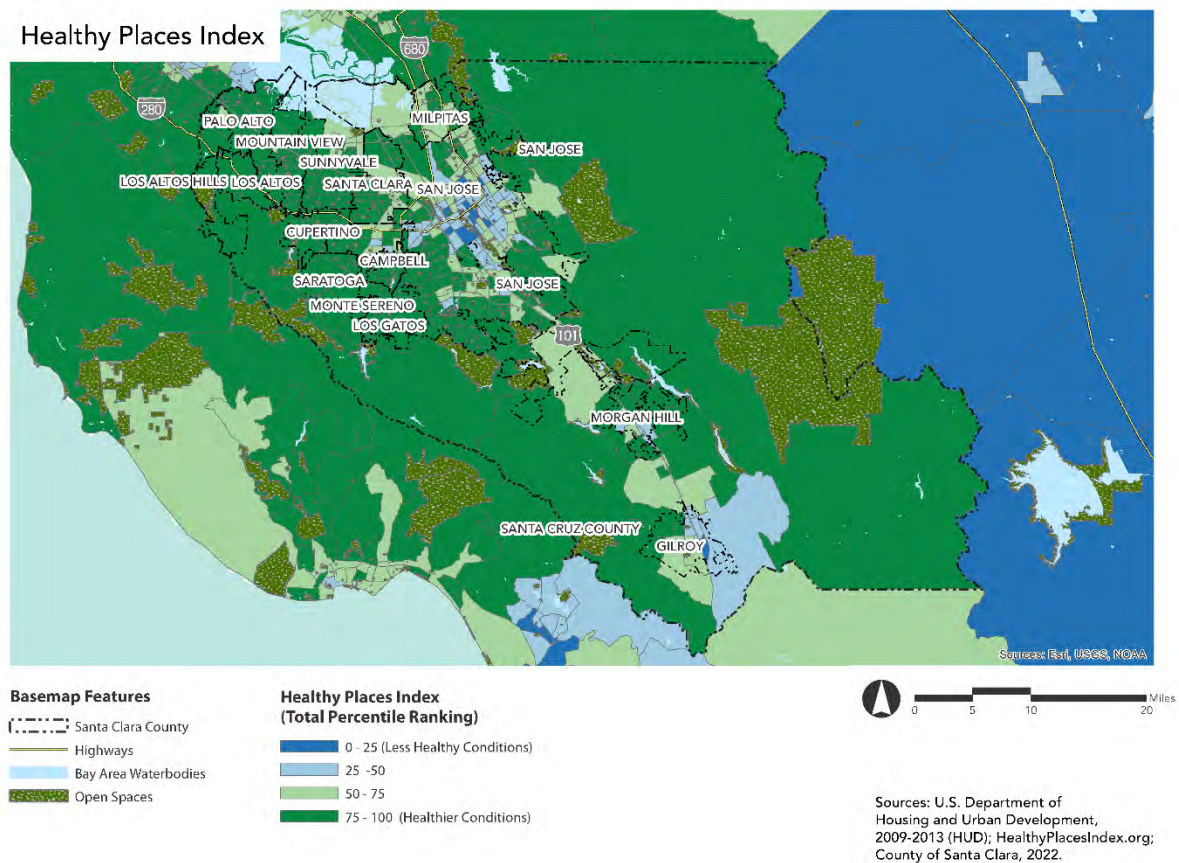 Healthy Places Index
680
280
PALO ALTO
MILPITAS
MOUNTAIN VIEW
SAN JOSE
SUNNYVALE
LOS ALTOS HILLS
LOS ALTOS
SANTA CLARA
SAN JOSE
CUPERTINO
CAMPBELL
SARATOGA
SAN JOSE
MONTE SERENO
LOS GATOS
101
MORGAN HILL
SANTA CRUZ COUNTY
GILROY
Sources: Esri, USGS, NOAA
Basemap Features
Santa Clara County
Highways
Bay Area Waterbodies
Open Spaces
Healthy Places Index
(Total Percentile Ranking)
0 - 25 (Less Healthy Conditions)
25 -50
50 - 75
75 - 100 (Healthier Conditions)
Miles
0 5 10 20
Sources: U.S. Department of
Housing and Urban Development,
2009-2013 (HUD); HealthyPlacesIndex.org;
County of Santa Clara, 2022.